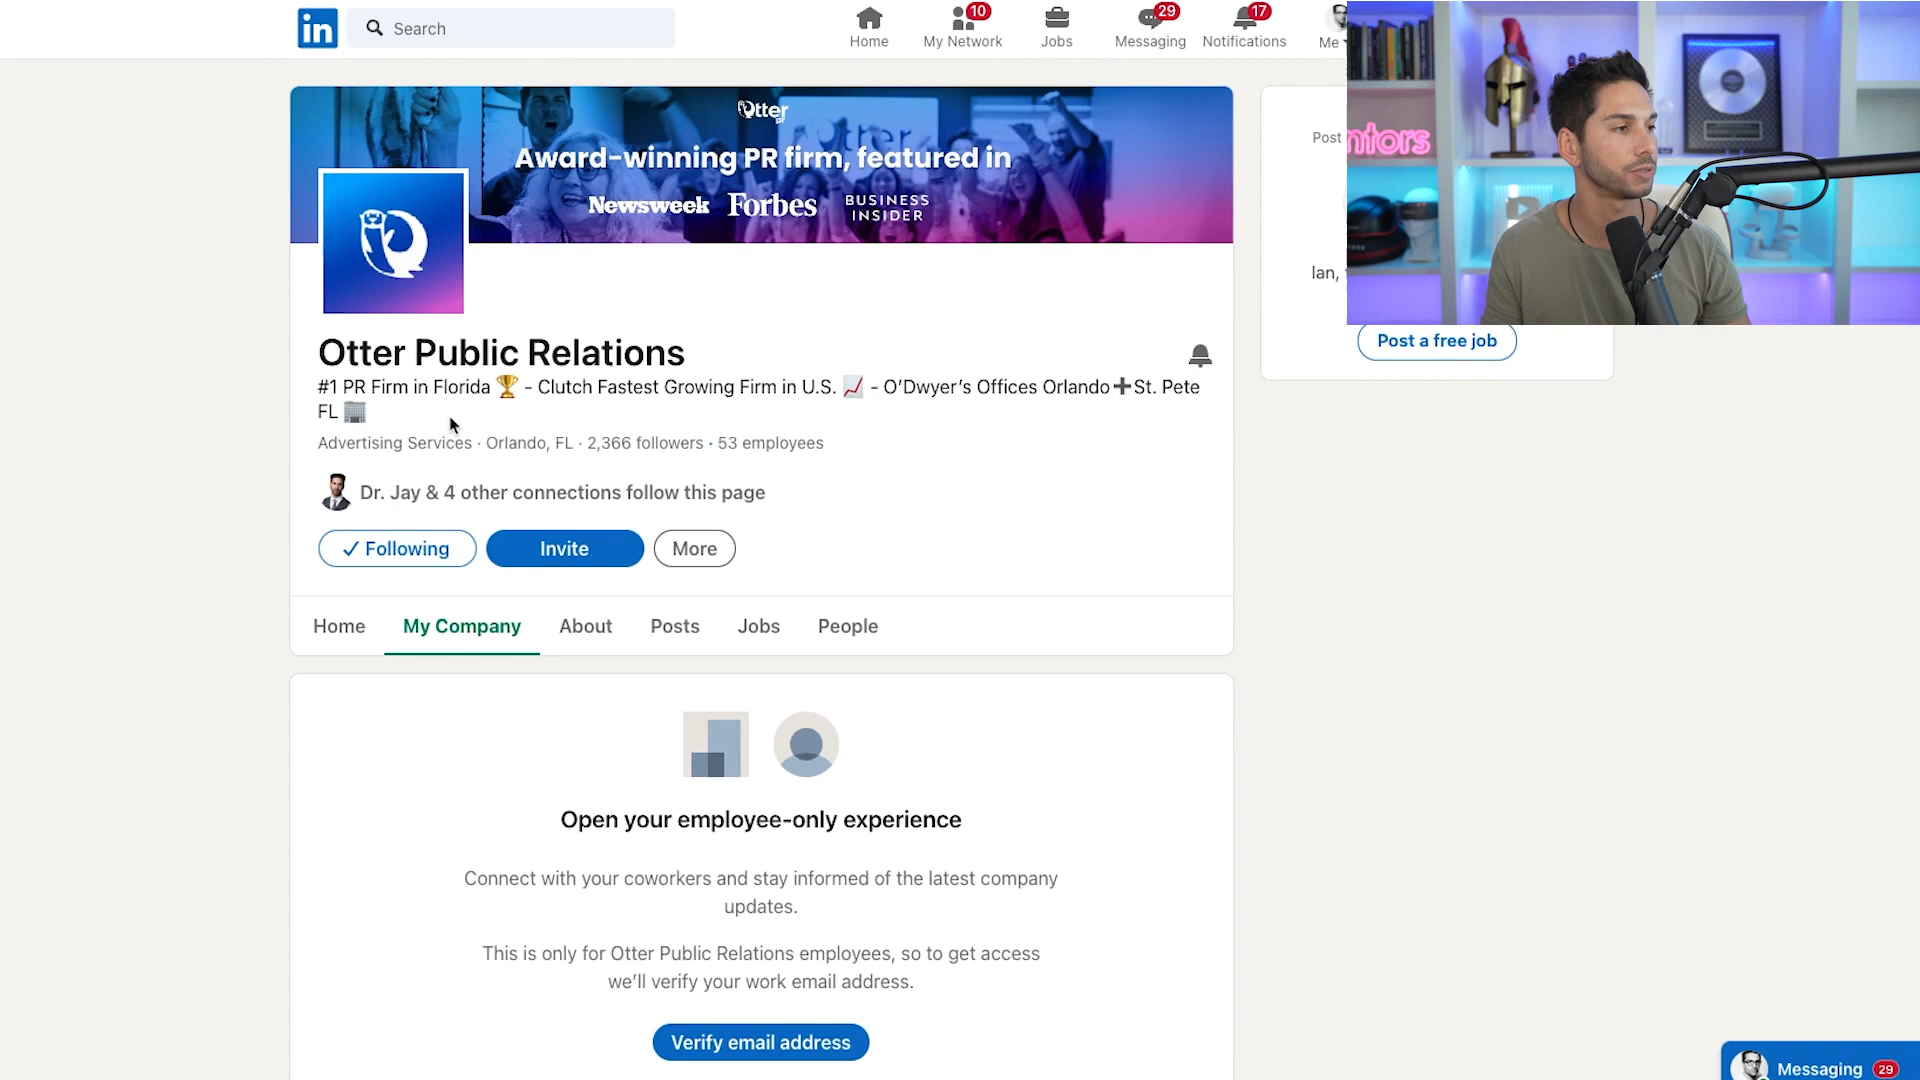 in
Search
Home
10
My Network
Jobs
29
Messaging
17
Notifications
Me
Otter
PR
Award-winning PR firm, featured in
Newsweek Forbes BUSINESS INSIDER
Otter Public Relations
#1 PR Firm in Florida 🏆 - Clutch Fastest Growing Firm in U.S. 📈 - O’Dwyer’s Offices Orlando➕St. Pete
FL 🏢
Advertising Services · Orlando, FL · 2,366 followers · 53 employees
Dr. Jay & 4 other connections follow this page
✓ Following
Invite
More
Home
My Company
About
Posts
Jobs
People
Open your employee-only experience
Connect with your coworkers and stay informed of the latest company
updates.
This is only for Otter Public Relations employees, so to get access
we’ll verify your work email address.
Verify email address
Post
Ian,
Post a free job
ntors
Messaging 29